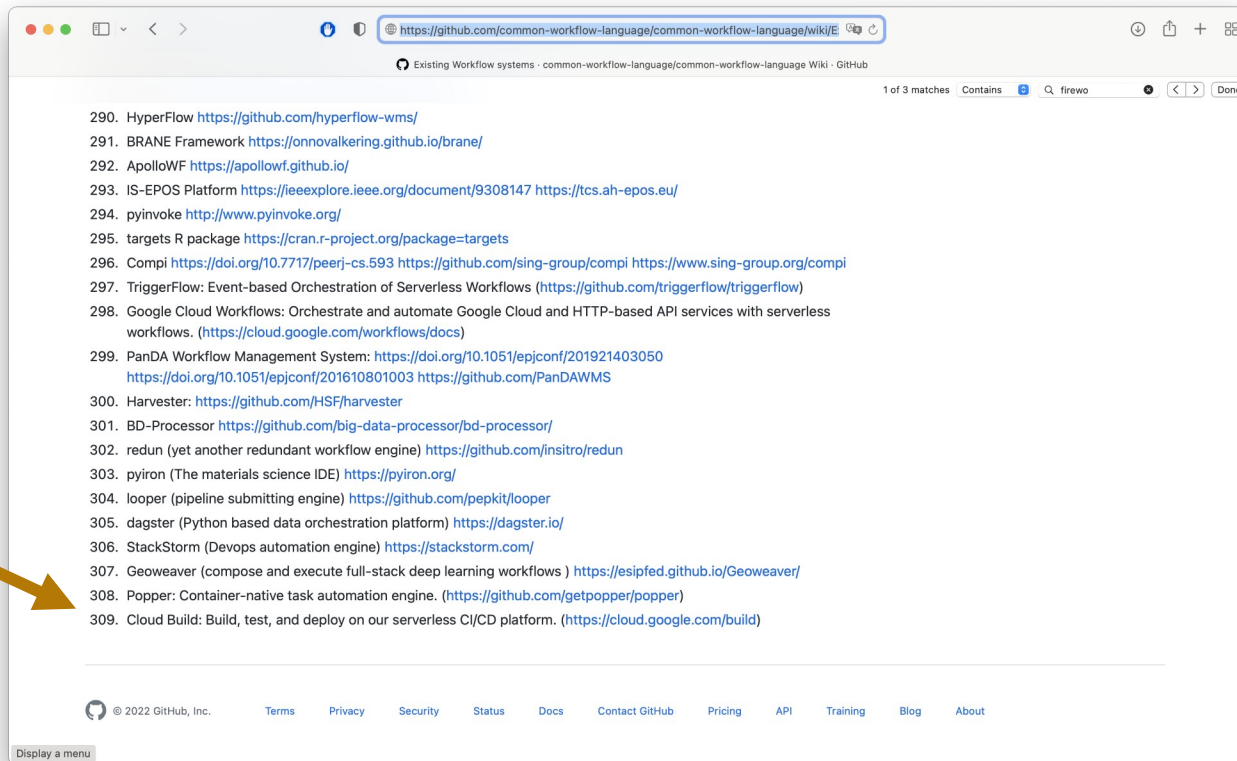 https://github.com/common-workflow-language/common-workflow-language/wiki/E
Existing Workflow systems · common-workflow-language/common-workflow-language Wiki · GitHub
1 of 3 matches Contains firewo Done
290. HyperFlow https://github.com/hyperflow-wms/
291. BRANE Framework https://onnovalkering.github.io/brane/
292. ApolloWF https://apollowf.github.io/
293. IS-EPOS Platform https://ieeexplore.ieee.org/document/9308147 https://tcs.ah-epos.eu/
294. pyinvoke http://www.pyinvoke.org/
295. targets R package https://cran.r-project.org/package=targets
296. Compi https://doi.org/10.7717/peerj-cs.593 https://github.com/sing-group/compi https://www.sing-group.org/compi
297. TriggerFlow: Event-based Orchestration of Serverless Workflows (https://github.com/triggerflow/triggerflow)
298. Google Cloud Workflows: Orchestrate and automate Google Cloud and HTTP-based API services with serverless
workflows. (https://cloud.google.com/workflows/docs)
299. PanDA Workflow Management System: https://doi.org/10.1051/epjconf/201921403050
https://doi.org/10.1051/epjconf/201610801003 https://github.com/PanDAWMS
300. Harvester: https://github.com/HSF/harvester
301. BD-Processor https://github.com/big-data-processor/bd-processor/
302. redun (yet another redundant workflow engine) https://github.com/insitro/redun
303. pyiron (The materials science IDE) https://pyiron.org/
304. looper (pipeline submitting engine) https://github.com/pepkit/looper
305. dagster (Python based data orchestration platform) https://dagster.io/
306. StackStorm (Devops automation engine) https://stackstorm.com/
307. Geoweaver (compose and execute full-stack deep learning workflows ) https://esipfed.github.io/Geoweaver/
308. Popper: Container-native task automation engine. (https://github.com/getpopper/popper)
309. Cloud Build: Build, test, and deploy on our serverless CI/CD platform. (https://cloud.google.com/build)
© 2022 GitHub, Inc. Terms Privacy Security Status Docs Contact GitHub Pricing API Training Blog About
Display a menu